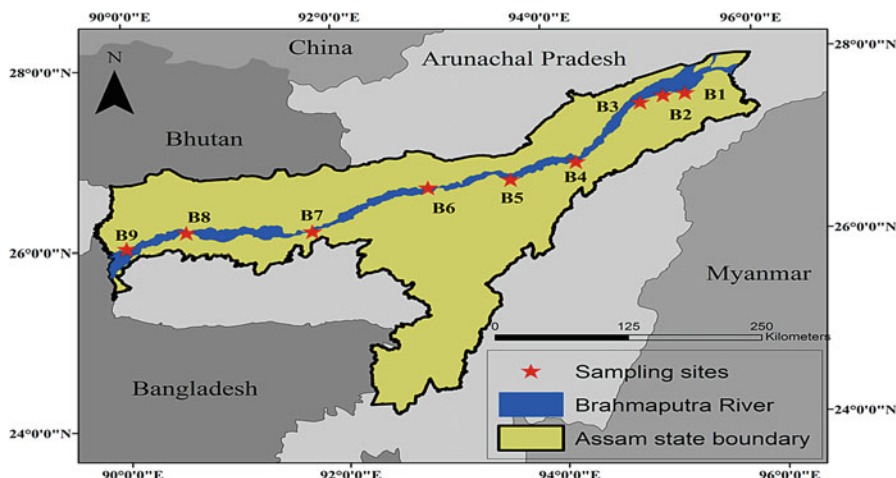 90°0'0"E 92°0'0"E 94°0'0"E 96°0'0"E
China
Arunachal Pradesh
N
28°0'0"N
28°0'0"N
Bhutan
B1
B2
B3
B4
B5
B6
B7
B8
B9
26°0'0"N
26°0'0"N
Myanmar
0 125 250
Kilometers
Bangladesh
Sampling sites
Brahmaputra River
Assam state boundary
24°0'0"N
24°0'0"N
90°0'0"E 92°0'0"E 94°0'0"E 96°0'0"E